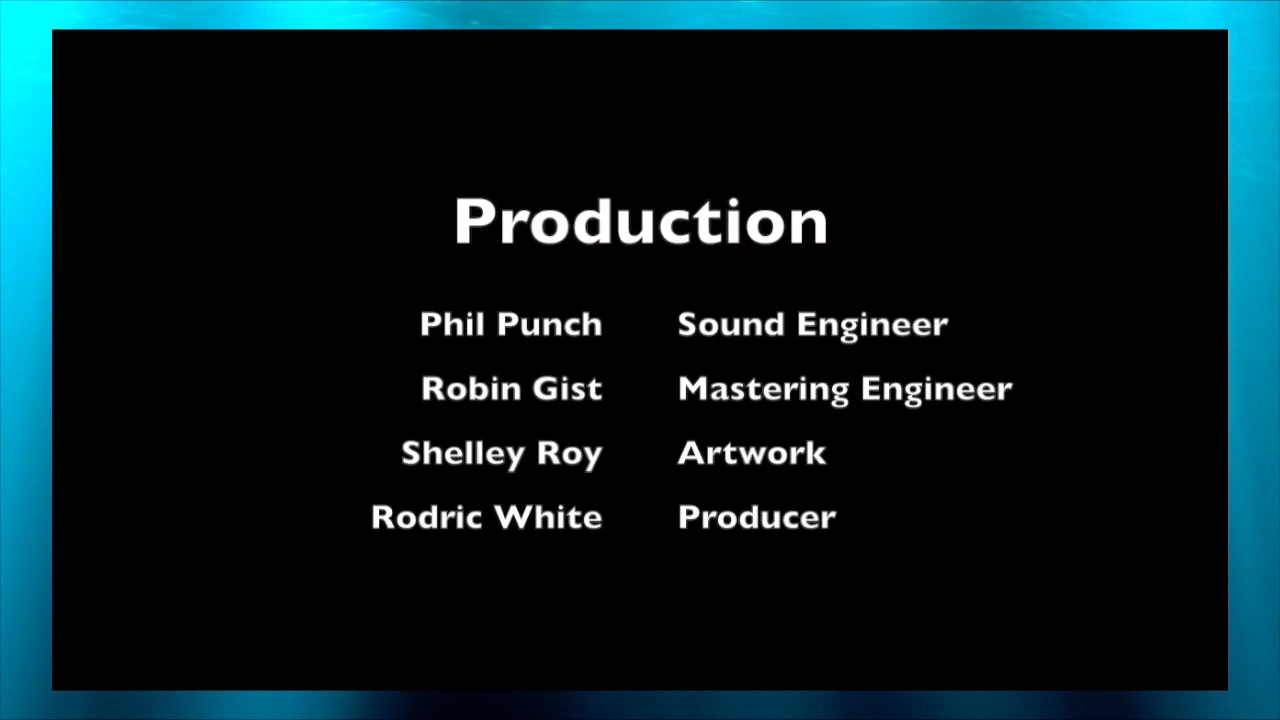 Production
Phil Punch Sound Engineer
Robin Gist Mastering Engineer
Shelley Roy Artwork
Rodric White Producer